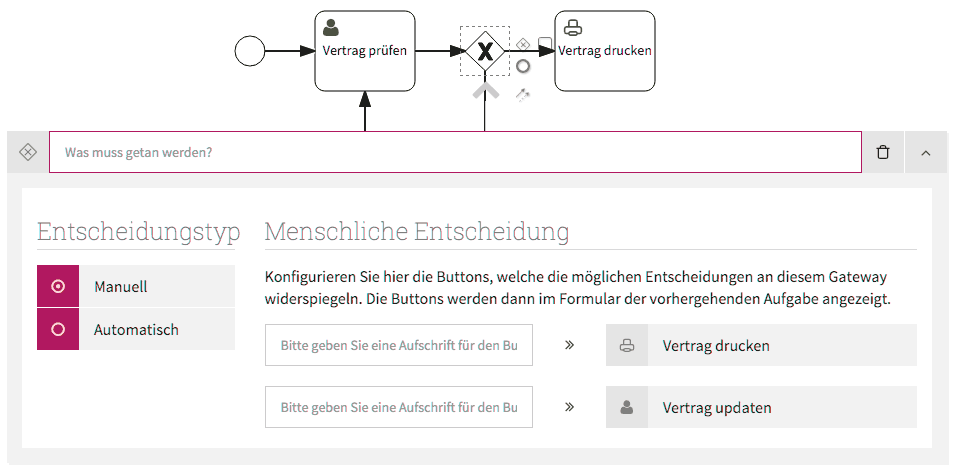 Vertrag prüfen
X
Vertrag drucken
Was muss getan werden?
Entscheidungstyp
Menschliche Entscheidung
Manuell
Automatisch
Konfigurieren Sie hier die Buttons, welche die möglichen Entscheidungen an diesem Gateway
widerspiegeln. Die Buttons werden dann im Formular der vorhergehenden Aufgabe angezeigt.
Bitte geben Sie eine Aufschrift für den Bu
»
Vertrag drucken
Bitte geben Sie eine Aufschrift für den Bu
»
Vertrag updaten